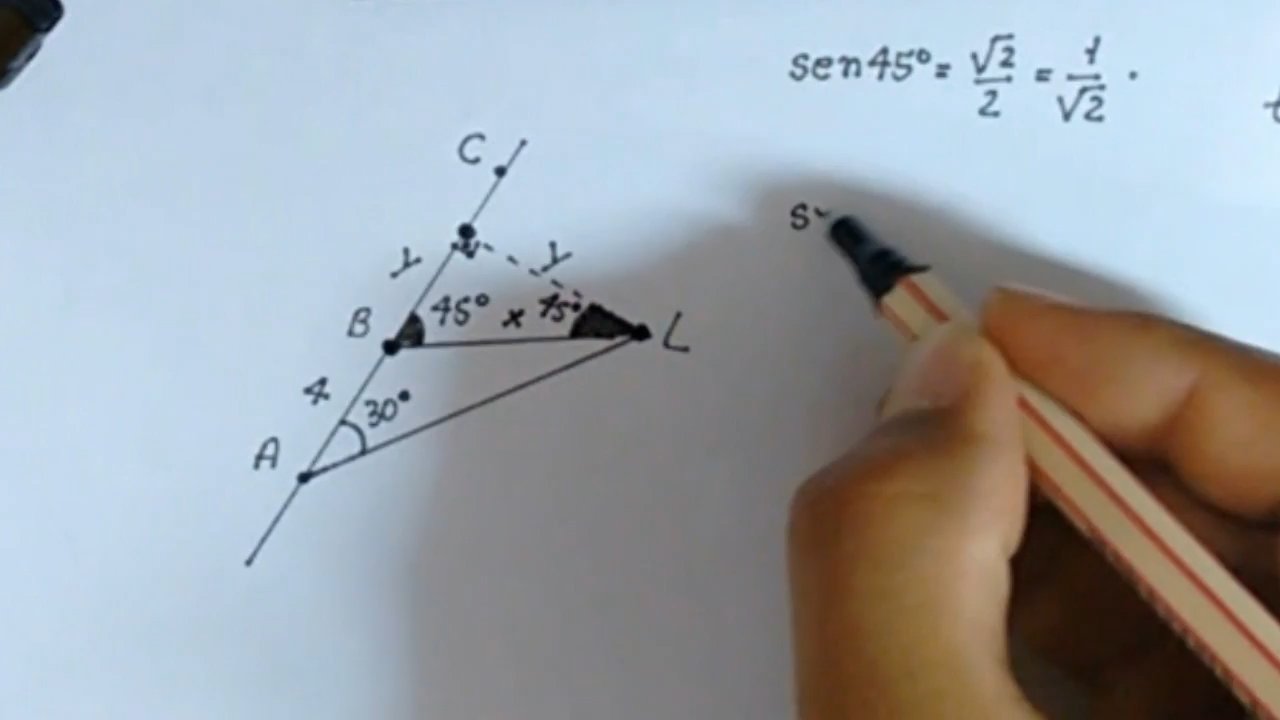 sen45°= √2/2 = 1/√2 .
s
C
y y
B 45° x 45° L
4
30°
A